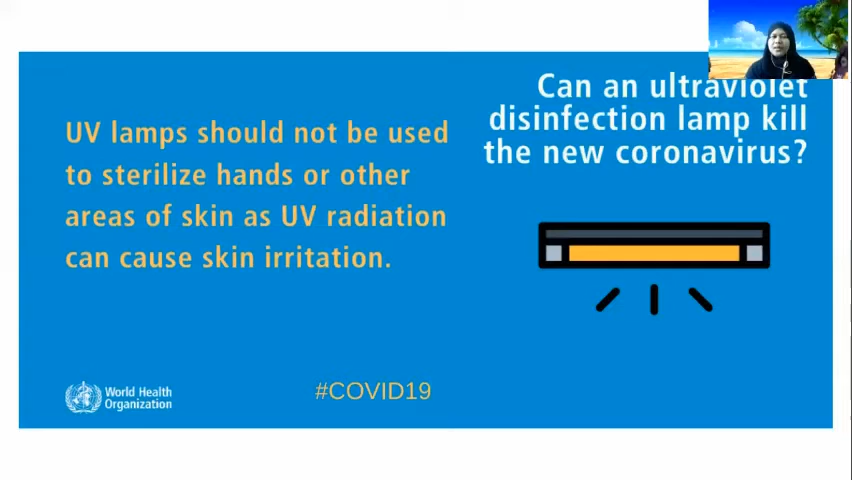 Can an ultraviolet
disinfection lamp kill
the new coronavirus?
UV lamps should not be used
to sterilize hands or other
areas of skin as UV radiation
can cause skin irritation.
World Health
Organization
#COVID19